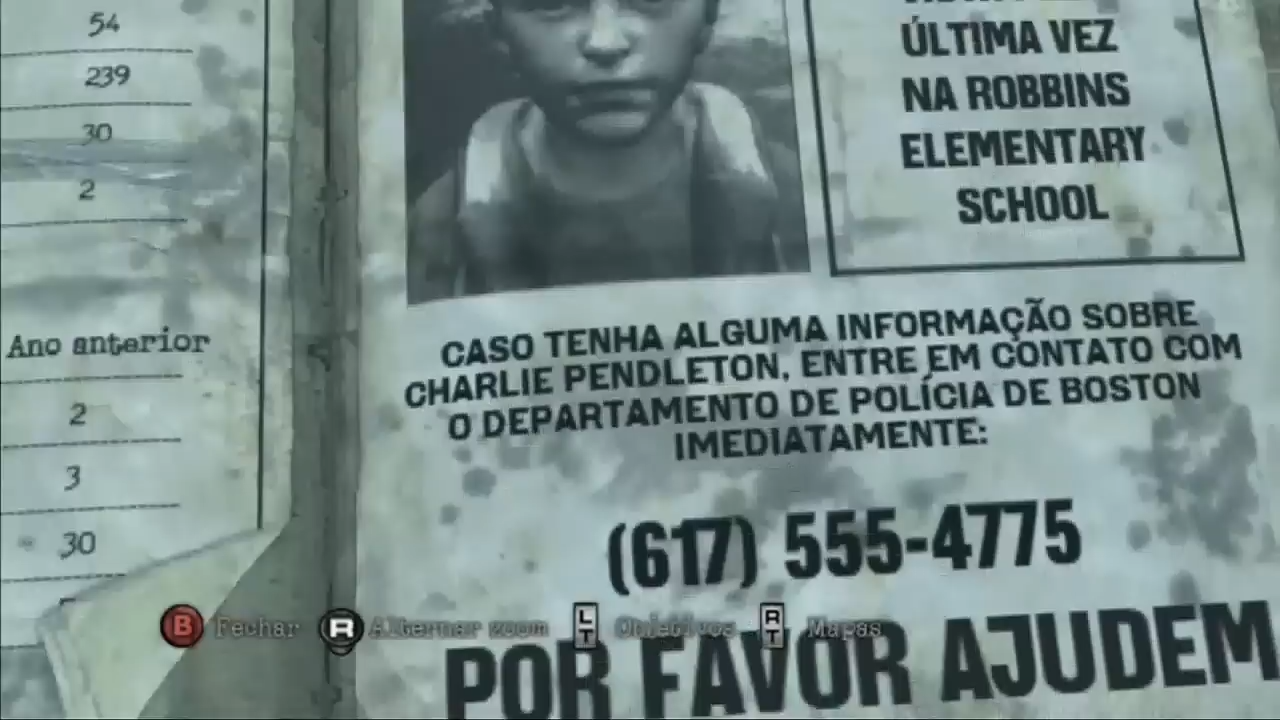 54
239
30
2
Ano anterior
2
3
30
ÚLTIMA VEZ
NA ROBBINS
ELEMENTARY
SCHOOL
CASO TENHA ALGUMA INFORMAÇÃO SOBRE
CHARLIE PENDLETON, ENTRE EM CONTATO COM
O DEPARTAMENTO DE POLÍCIA DE BOSTON
IMEDIATAMENTE:
(617) 555-4775
POR FAVOR AJUDEM
B Fechar R Alternar zoom LT Objetivos RT Mapas